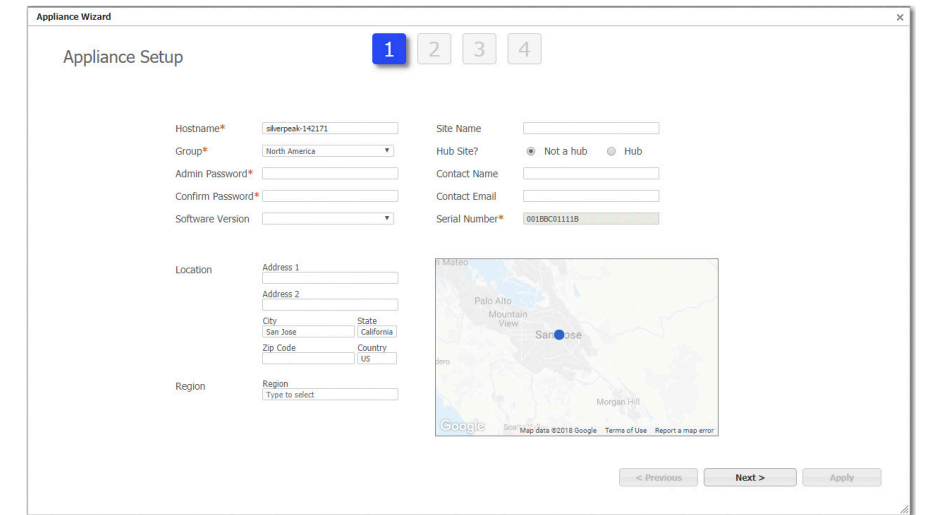 Appliance Wizard
Appliance Setup
1 2 3 4
Hostname* silverpeak-142171
Group* North America
Admin Password*
Confirm Password*
Software Version
Site Name
Hub Site? Not a hub Hub
Contact Name
Contact Email
Serial Number* 001BBC01111B
Location
Address 1
Address 2
City State
San Jose California
Zip Code Country
US
Region
Region
Type to select
Mateo
Palo Alto
Mountain
View
San Jose
Morgan Hill
Google
Map data ©2018 Google Terms of Use Report a map error
< Previous Next > Apply